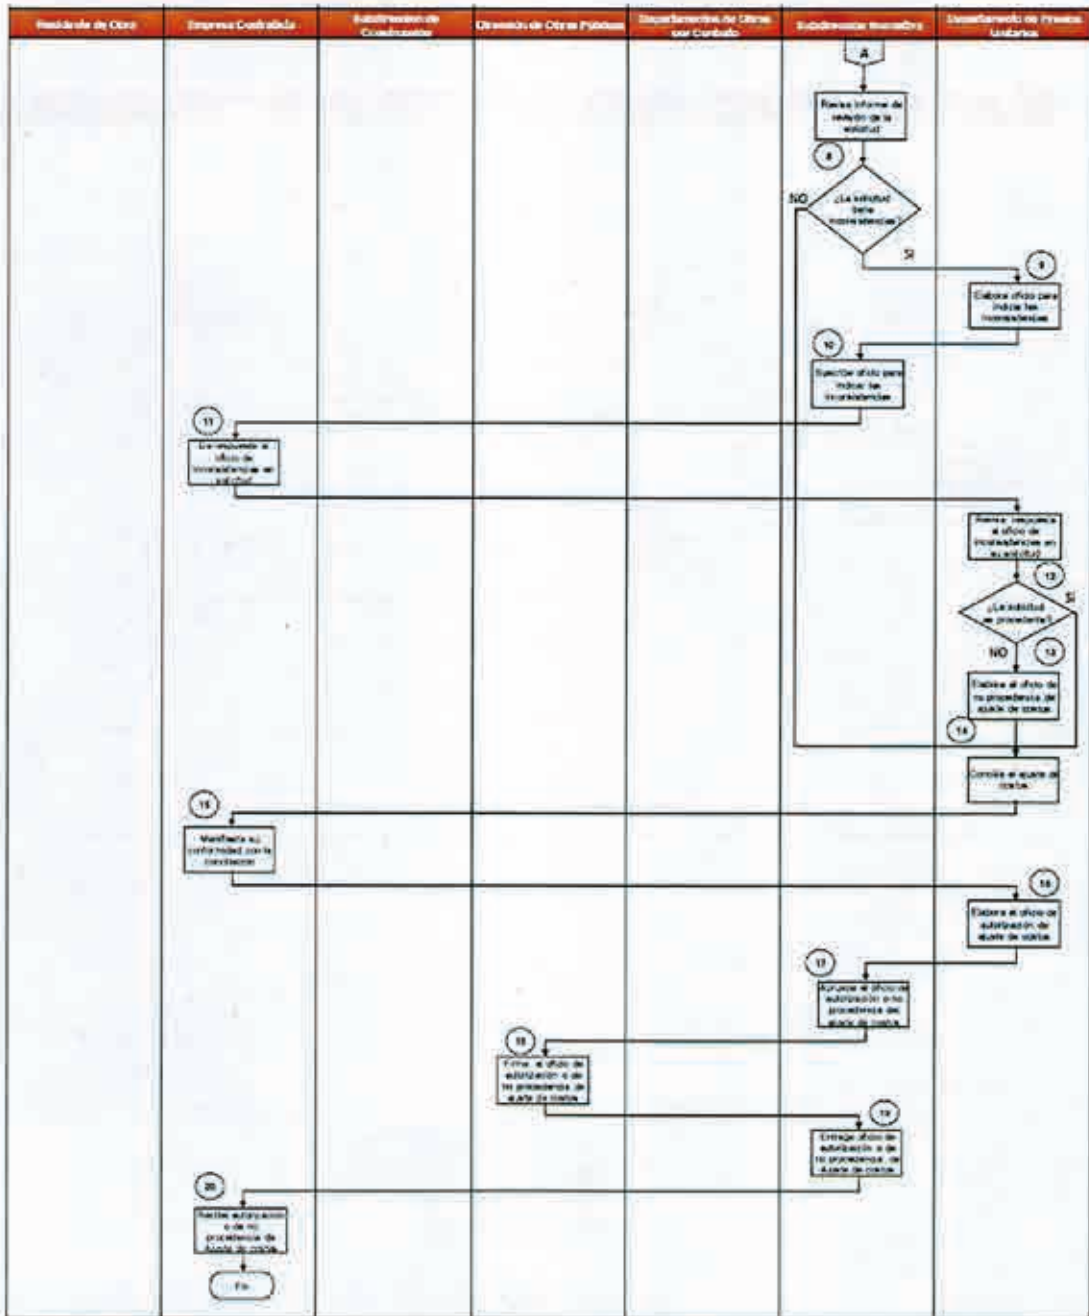 Residente de Obra
Empresa Contratista
Subdirección de
Construcción
Dirección de Obras Públicas
Departamento de Obras
por Contrato
Subdirección Normativa
Departamento de Precios
Unitarios
A
Revisa informe de
revisión de la
solicitud
8
¿La solicitud
tiene
inconsistencias?
NO
SI
9
Elabora oficio para
indicar las
inconsistencias
10
Suscribe oficio para
indicar las
inconsistencias
11
Da respuesta al
oficio de
inconsistencias en
solicitud
Revisa respuesta
al oficio de
inconsistencias en
su solicitud
12
¿La solicitud
es procedente?
SI
NO
13
Elabora el oficio de
no procedencia de
ajuste de costos
14
Concilia el ajuste de
costos
15
Manifiesta su
conformidad con la
conciliación
16
Elabora el oficio de
autorización de
ajuste de costos
17
Aprueba el oficio de
autorización o no
procedencia del
ajuste de costos
18
Firma el oficio de
autorización o de
no procedencia de
ajuste de costos
19
Entrega oficio de
autorización o de
no procedencia de
Ajuste de costos
20
Recibe autorización
o de no
procedencia de
Ajuste de costos
Fin